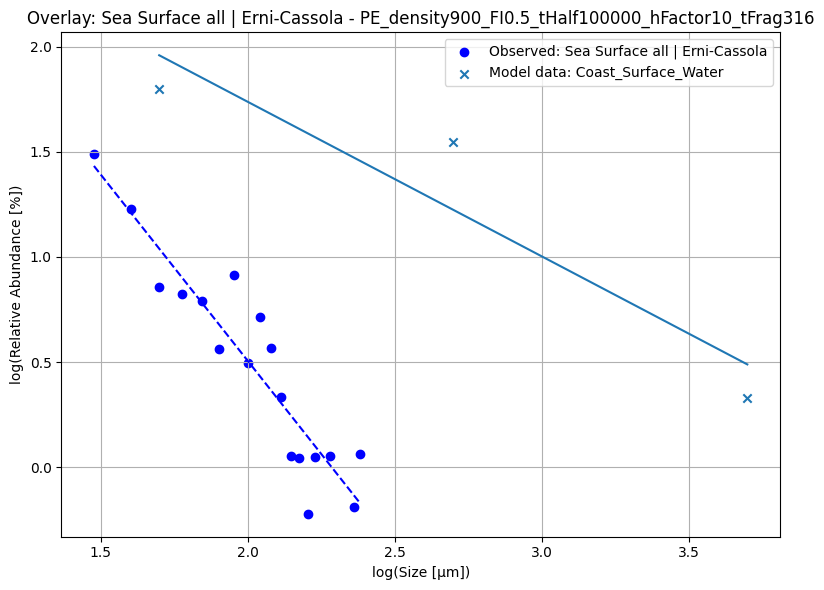 Overlay: Sea Surface all | Erni-Cassola - PE_density900_FI0.5_tHalf100000_hFactor10_tFrag316
Observed: Sea Surface all | Erni-Cassola
Model data: Coast_Surface_Water
log(Relative Abundance [%])
2.0
1.5
1.0
0.5
0.0
1.5 2.0 2.5 3.0 3.5
log(Size [μm])